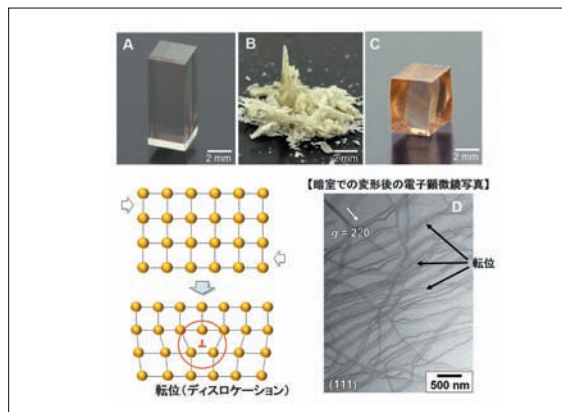 A
2 mm
B
2 mm
C
2 mm
【暗室での変形後の電子顕微鏡写真】
D
g = 220
転位
(111)
500 nm
転位(ディスロケーション)